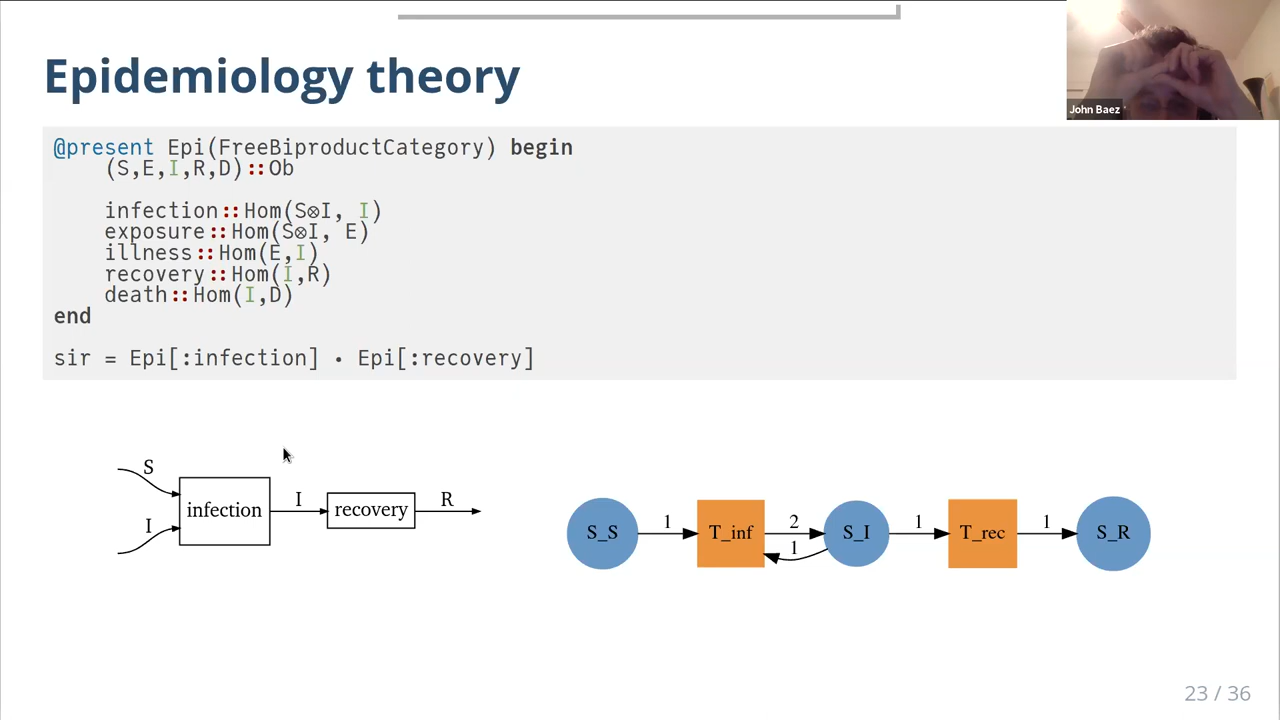 Epidemiology theory
John Baez
@present Epi(FreeBiproductCategory) begin
(S,E,I,R,D)::Ob
infection::Hom(S⊗I, I)
exposure::Hom(S⊗I, E)
illness::Hom(E,I)
recovery::Hom(I,R)
death::Hom(I,D)
end
sir = Epi[:infection] ⋅ Epi[:recovery]
S
I
infection
I
recovery
R
S_S
1
T_inf
2
1
S_I
1
T_rec
1
S_R
23 / 36